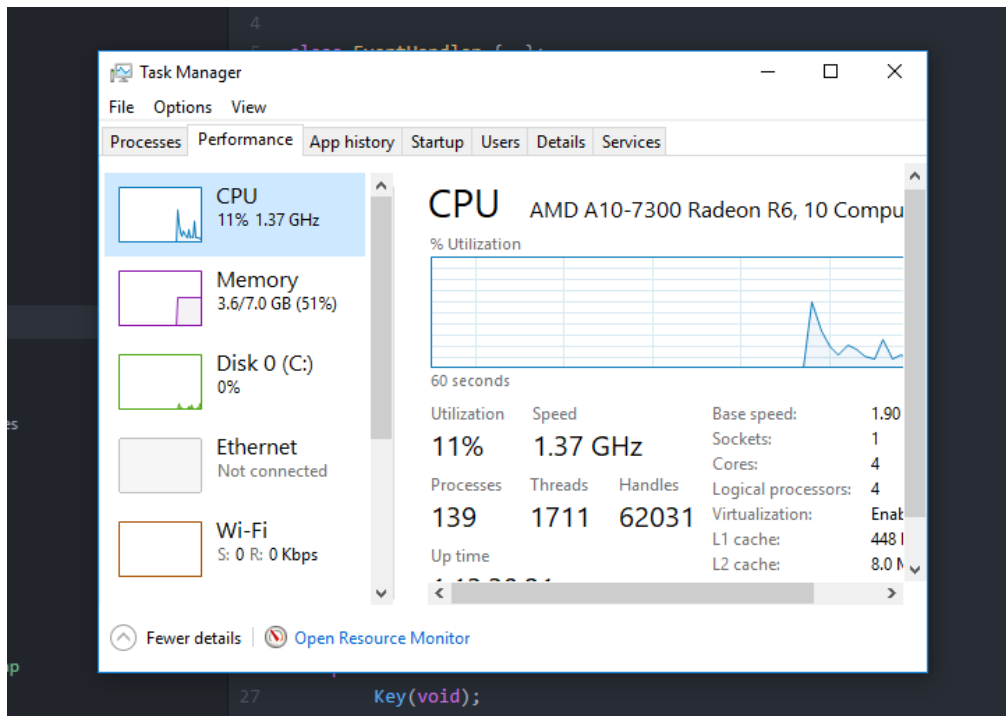 4
Task Manager
File Options View
Processes Performance App history Startup Users Details Services
CPU
11% 1.37 GHz
Memory
3.6/7.0 GB (51%)
Disk 0 (C:)
0%
Ethernet
Not connected
Wi-Fi
S: 0 R: 0 Kbps
CPU AMD A10-7300 Radeon R6, 10 Compu
% Utilization
60 seconds
Utilization Speed
11% 1.37 GHz
Processes Threads Handles
139 1711 62031
Up time
Base speed: 1.90
Sockets: 1
Cores: 4
Logical processors: 4
Virtualization: Enab
L1 cache: 448
L2 cache: 8.0
Fewer details Open Resource Monitor
es
ap
27 Key(void);